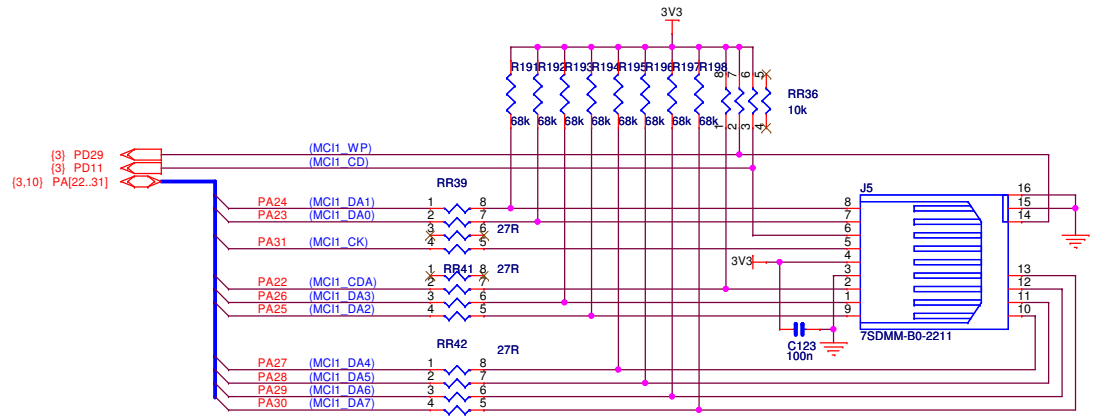 3V3
R191 R192 R193 R194 R195 R196 R197 R198 8 7 6 5
RR36
10k
68k 68k 68k 68k 68k 68k 68k 68k 1 2 3 4
{3} PD29 (MCI1_WP)
{3} PD11 (MCI1_CD)
{3,10} PA[22..31]
RR39
J5
PA24 (MCI1_DA1) 1 8 8 16
PA23 (MCI1_DA0) 2 7 7 15
3 6 27R 6 14
PA31 (MCI1_CK) 4 5 5
3V3 4
1 RR41 8 27R 3 13
PA22 (MCI1_CDA) 2 7 2 12
PA26 (MCI1_DA3) 3 6 1 11
PA25 (MCI1_DA2) 4 5 9 10
7SDMM-B0-2211
C123
100n
RR42
27R
PA27 (MCI1_DA4) 1 8
PA28 (MCI1_DA5) 2 7
PA29 (MCI1_DA6) 3 6
PA30 (MCI1_DA7) 4 5